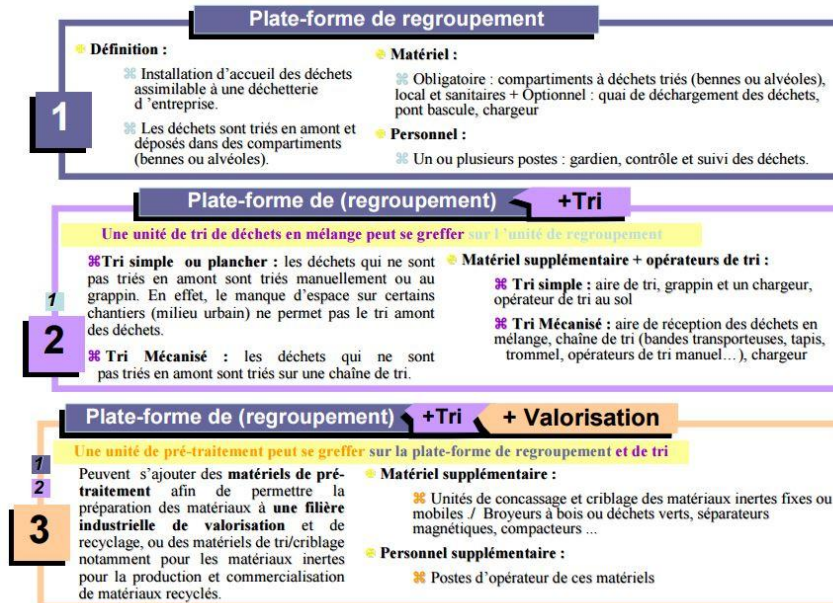 Plate-forme de regroupement
Définition :
⌘ Installation d'accueil des déchets
assimilable à une déchetterie
d 'entreprise.
⌘ Les déchets sont triés en amont et
déposés dans des compartiments
(bennes ou alvéoles).
Matériel :
⌘ Obligatoire : compartiments à déchets triés (bennes ou alvéoles),
local et sanitaires + Optionnel : quai de déchargement des déchets,
pont bascule, chargeur
Personnel :
⌘ Un ou plusieurs postes : gardien, contrôle et suivi des déchets.
1
Plate-forme de (regroupement) +Tri
Une unité de tri de déchets en mélange peut se greffer sur l 'unité de regroupement
⌘Tri simple ou plancher : les déchets qui ne sont
pas triés en amont sont triés manuellement ou au
grappin. En effet, le manque d'espace sur certains
chantiers (milieu urbain) ne permet pas le tri amont
des déchets.
⌘ Tri Mécanisé : les déchets qui ne sont
pas triés en amont sont triés sur une chaîne de tri.
Matériel supplémentaire + opérateurs de tri :
⌘ Tri simple : aire de tri, grappin et un chargeur,
opérateur de tri au sol
⌘ Tri Mécanisé : aire de réception des déchets en
mélange, chaîne de tri (bandes transporteuses, tapis,
trommel, opérateurs de tri manuel…), chargeur
1
2
Plate-forme de (regroupement) +Tri + Valorisation
Une unité de pré-traitement peut se greffer sur la plate-forme de regroupement et de tri
Peuvent s'ajouter des matériels de pré-
traitement afin de permettre la
préparation des matériaux à une filière
industrielle de valorisation et de
recyclage, ou des matériels de tri/criblage
notamment pour les matériaux inertes
pour la production et commercialisation
de matériaux recyclés.
Matériel supplémentaire :
⌘ Unités de concassage et criblage des matériaux inertes fixes ou
mobiles ./ Broyeurs à bois ou déchets verts, séparateurs
magnétiques, compacteurs ...
Personnel supplémentaire :
⌘ Postes d'opérateur de ces matériels
1
2
3